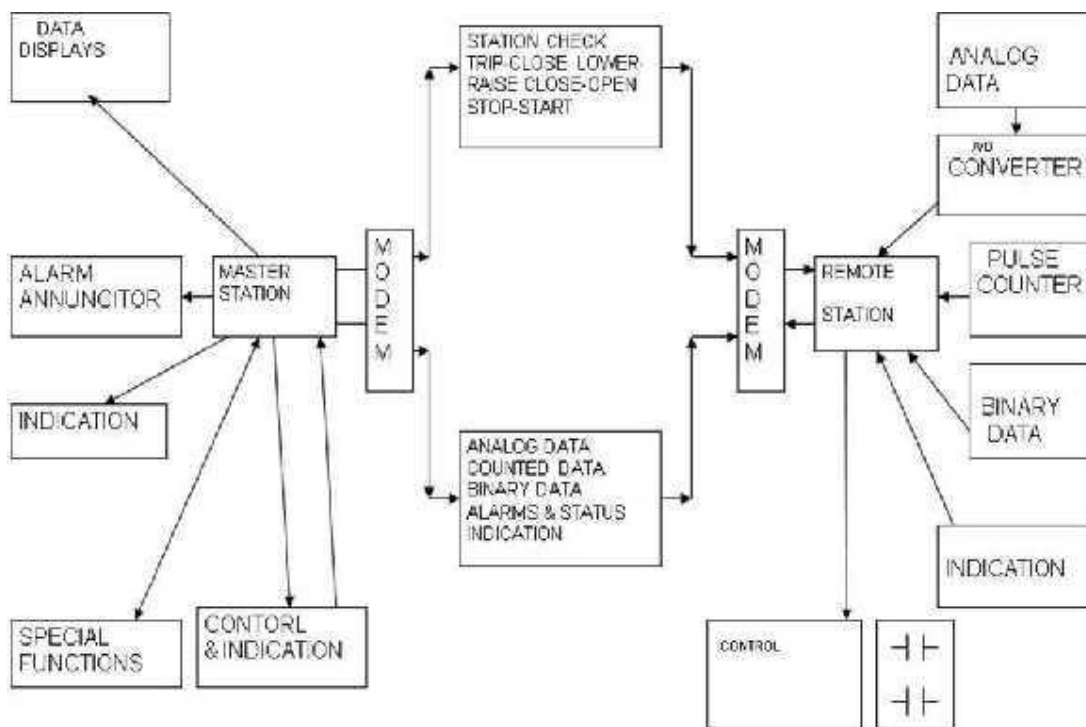 DATA
DISPLAYS
STATION CHECK
TRIP-CLOSE LOWER-
RAISE CLOSE-OPEN
STOP-START
ANALOG
DATA
A/D
CONVERTER
ALARM
ANNUNCITOR
MASTER
STATION
MODEM
MODEM
REMOTE
STATION
PULSE
COUNTER
INDICATION
ANALOG DATA
COUNTED DATA
BINARY DATA
ALARMS & STATUS
INDICATION
BINARY
DATA
INDICATION
SPECIAL
FUNCTIONS
CONTORL
& INDICATION
CONTROL